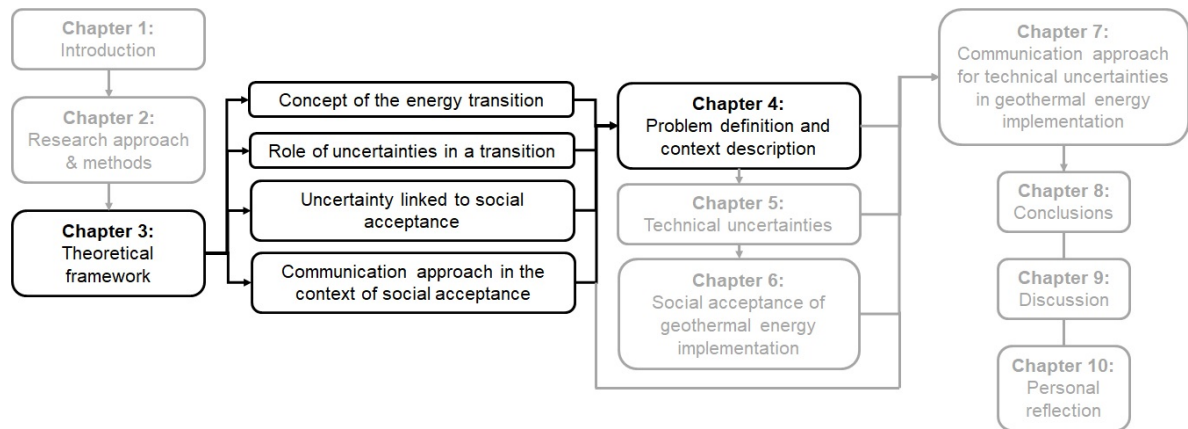 Chapter 1:
Introduction
Chapter 2:
Research approach
& methods
Chapter 3:
Theoretical
framework
Concept of the energy transition
Role of uncertainties in a transition
Uncertainty linked to social
acceptance
Communication approach in the
context of social acceptance
Chapter 4:
Problem definition and
context description
Chapter 5:
Technical uncertainties
Chapter 6:
Social acceptance of
geothermal energy
implementation
Chapter 7:
Communication approach
for technical uncertainties
in geothermal energy
implementation
Chapter 8:
Conclusions
Chapter 9:
Discussion
Chapter 10:
Personal
reflection